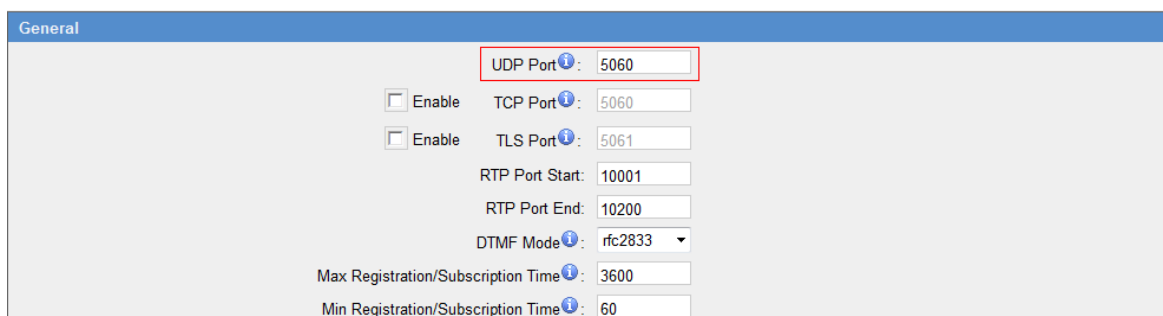 General
UDP Port : 5060
Enable TCP Port : 5060
Enable TLS Port : 5061
RTP Port Start: 10001
RTP Port End: 10200
DTMF Mode : rfc2833
Max Registration/Subscription Time : 3600
Min Registration/Subscription Time : 60